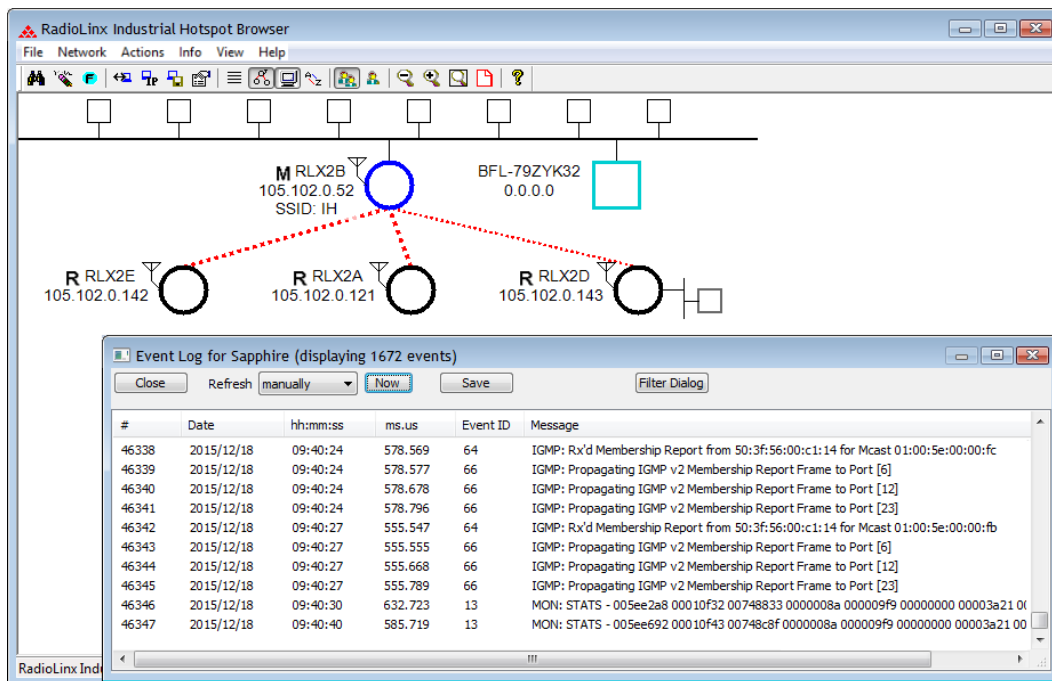 RadioLinx Industrial Hotspot Browser
File Network Actions Info View Help
M RLX2B
105.102.0.52
SSID: IH
BFL-79ZYK32
0.0.0.0
R RLX2E
105.102.0.142
R RLX2A
105.102.0.121
R RLX2D
105.102.0.143
Event Log for Sapphire (displaying 1672 events)
Close Refresh manually Now Save Filter Dialog
# Date hh:mm:ss ms.us Event ID Message
46338 2015/12/18 09:40:24 578.569 64 IGMP: Rx'd Membership Report from 50:3f:56:00:c1:14 for Mcast 01:00:5e:00:00:fc
46339 2015/12/18 09:40:24 578.577 66 IGMP: Propagating IGMP v2 Membership Report Frame to Port [6]
46340 2015/12/18 09:40:24 578.678 66 IGMP: Propagating IGMP v2 Membership Report Frame to Port [12]
46341 2015/12/18 09:40:24 578.796 66 IGMP: Propagating IGMP v2 Membership Report Frame to Port [23]
46342 2015/12/18 09:40:27 555.547 64 IGMP: Rx'd Membership Report from 50:3f:56:00:c1:14 for Mcast 01:00:5e:00:00:fb
46343 2015/12/18 09:40:27 555.555 66 IGMP: Propagating IGMP v2 Membership Report Frame to Port [6]
46344 2015/12/18 09:40:27 555.668 66 IGMP: Propagating IGMP v2 Membership Report Frame to Port [12]
46345 2015/12/18 09:40:27 555.789 66 IGMP: Propagating IGMP v2 Membership Report Frame to Port [23]
46346 2015/12/18 09:40:30 632.723 13 MON: STATS - 005ee2a8 00010f32 00748833 0000008a 000009f9 00000000 00003a21 00
46347 2015/12/18 09:40:40 585.719 13 MON: STATS - 005ee692 00010f43 00748c8f 0000008a 000009f9 00000000 00003a21 00
RadioLinx Ind